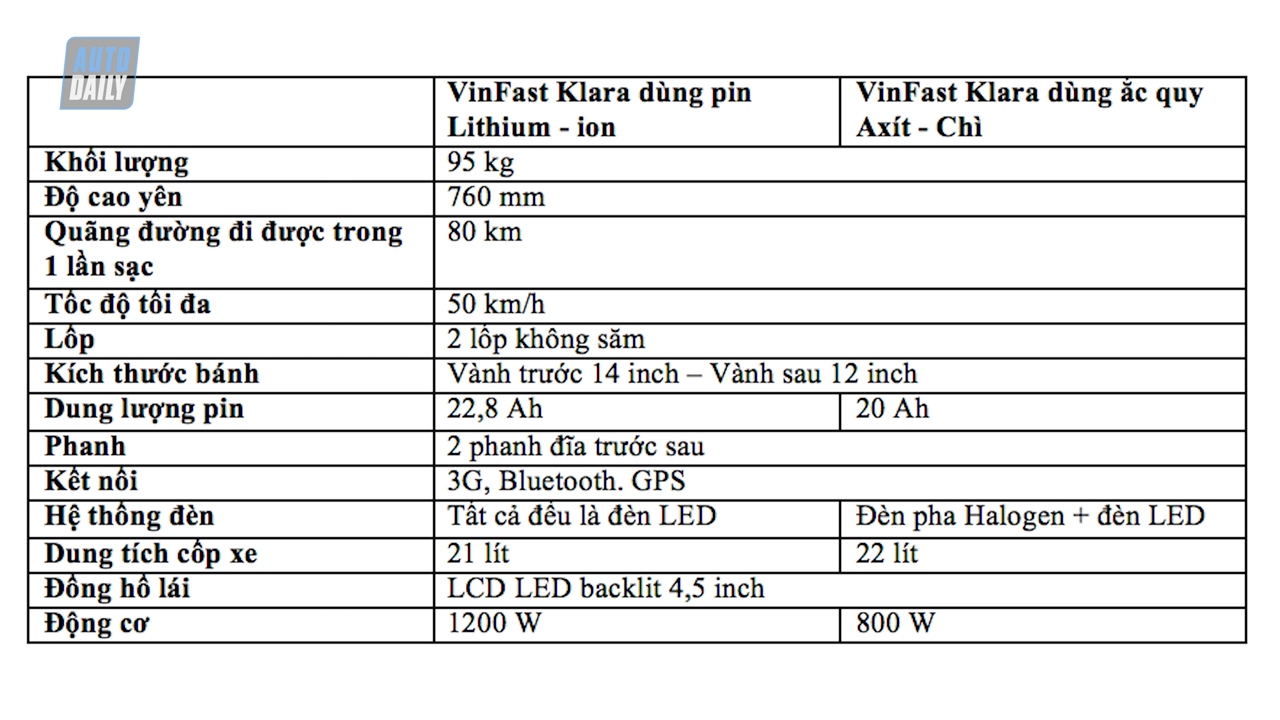 AUTO
DAILY
VinFast Klara dùng pin
Lithium - ion
VinFast Klara dùng ắc quy
Axít - Chì
Khối lượng
95 kg
Độ cao yên
760 mm
Quãng đường đi được trong
1 lần sạc
80 km
Tốc độ tối đa
50 km/h
Lốp
2 lốp không săm
Kích thước bánh
Vành trước 14 inch – Vành sau 12 inch
Dung lượng pin
22,8 Ah
20 Ah
Phanh
2 phanh đĩa trước sau
Kết nối
3G, Bluetooth. GPS
Hệ thống đèn
Tất cả đều là đèn LED
Đèn pha Halogen + đèn LED
Dung tích cốp xe
21 lít
22 lít
Đồng hồ lái
LCD LED backlit 4,5 inch
Động cơ
1200 W
800 W